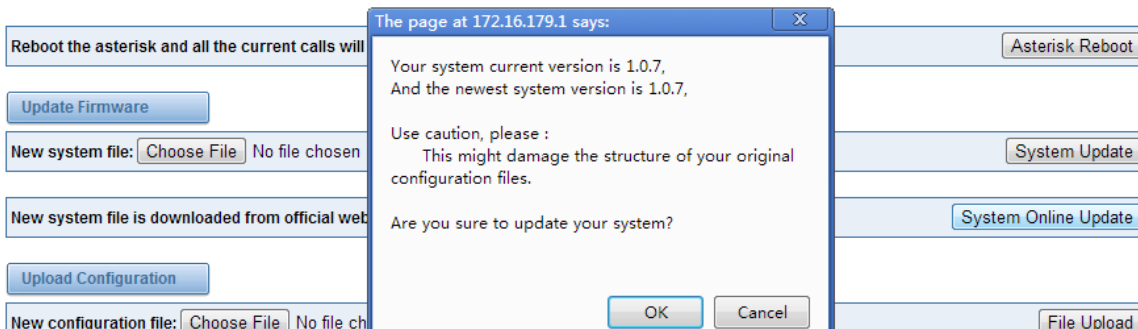 The page at 172.16.179.1 says:
X
Reboot the asterisk and all the current calls will
Asterisk Reboot
Your system current version is 1.0.7,
And the newest system version is 1.0.7,
Update Firmware
Use caution, please :
This might damage the structure of your original
configuration files.
New system file: Choose File No file chosen
System Update
New system file is downloaded from official web
System Online Update
Are you sure to update your system?
Upload Configuration
OK Cancel
New configuration file: Choose File No file ch
File Upload